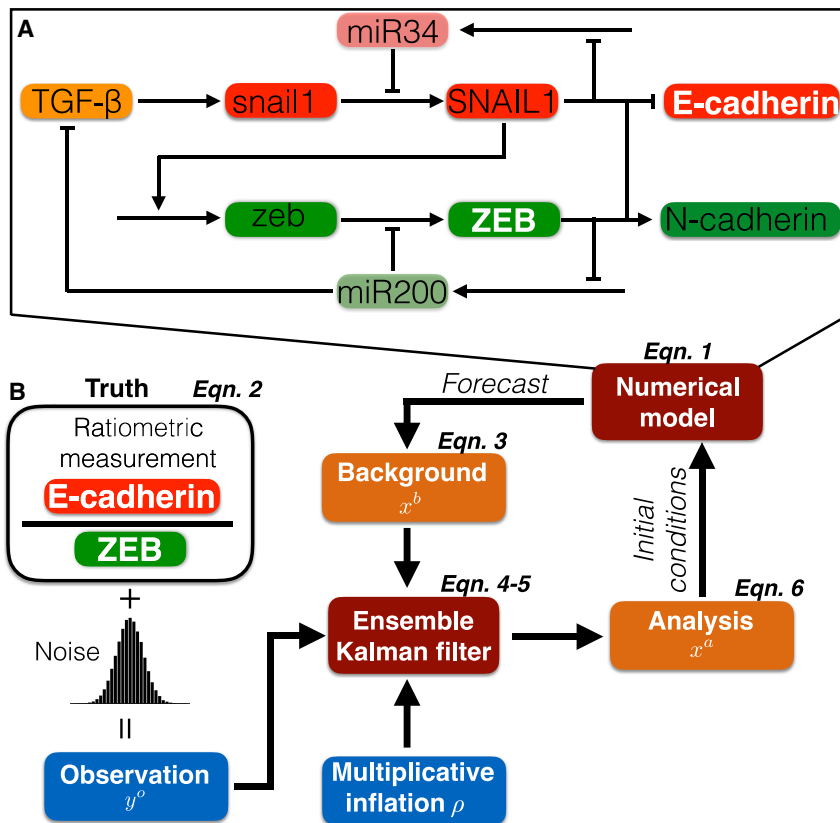 A
miR34
TGF-β
snail1
SNAIL1
E-cadherin
zeb
ZEB
N-cadherin
miR200
B
Truth
Eqn. 2
Ratiometric
measurement
E-cadherin
ZEB
+
Noise
=
Observation
y^o
Forecast
Eqn. 1
Numerical
model
Eqn. 3
Background
x^b
Initial
conditions
Eqn. 4-5
Ensemble
Kalman filter
Eqn. 6
Analysis
x^a
Multiplicative
inflation ρ